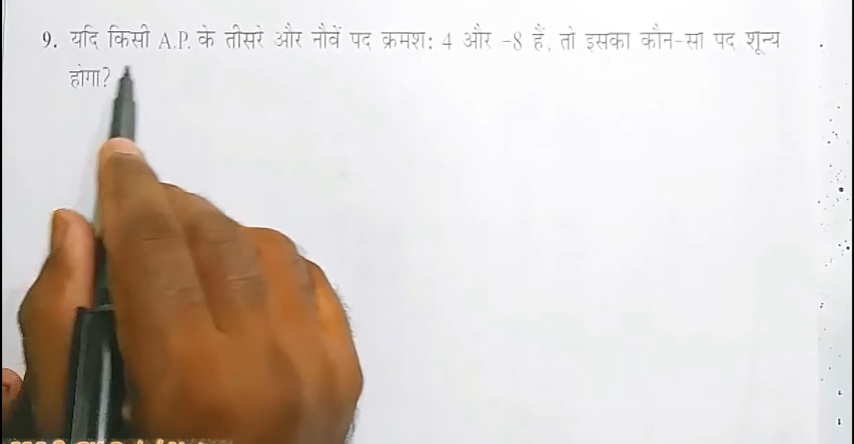 9. यदि किसी A.P. के तीसरे और नौवें पद क्रमश: 4 और -8 हैं, तो इसका कौन-सा पद शून्य
होगा?